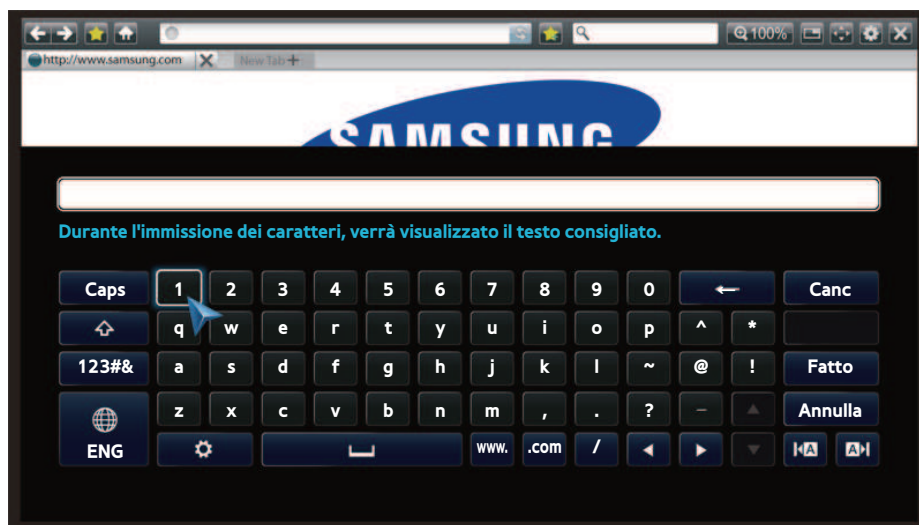 100%
http://www.samsung.com New Tab
SAMSUNG
Durante l'immissione dei caratteri, verrà visualizzato il testo consigliato.
Caps 1 2 3 4 5 6 7 8 9 0 ← Canc
q w e r t y u i o p ^ *
123#& a s d f g h j k l ~ @ ! Fatto
z x c v b n m , . ? - Annulla
ENG www. .com / A A